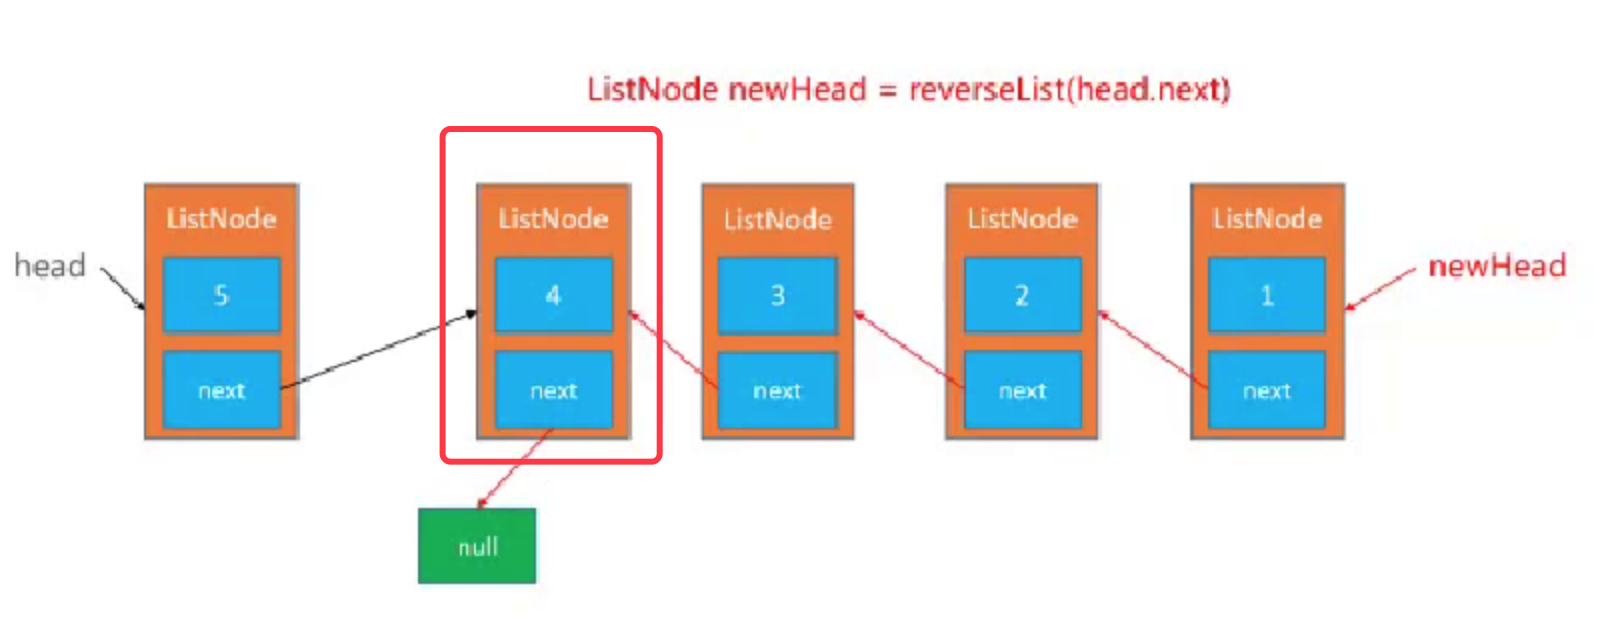 ListNode newHead = reverseList(head.next)
head
ListNode
5
next
ListNode
4
next
ListNode
3
next
ListNode
2
next
ListNode
1
next
newHead
null